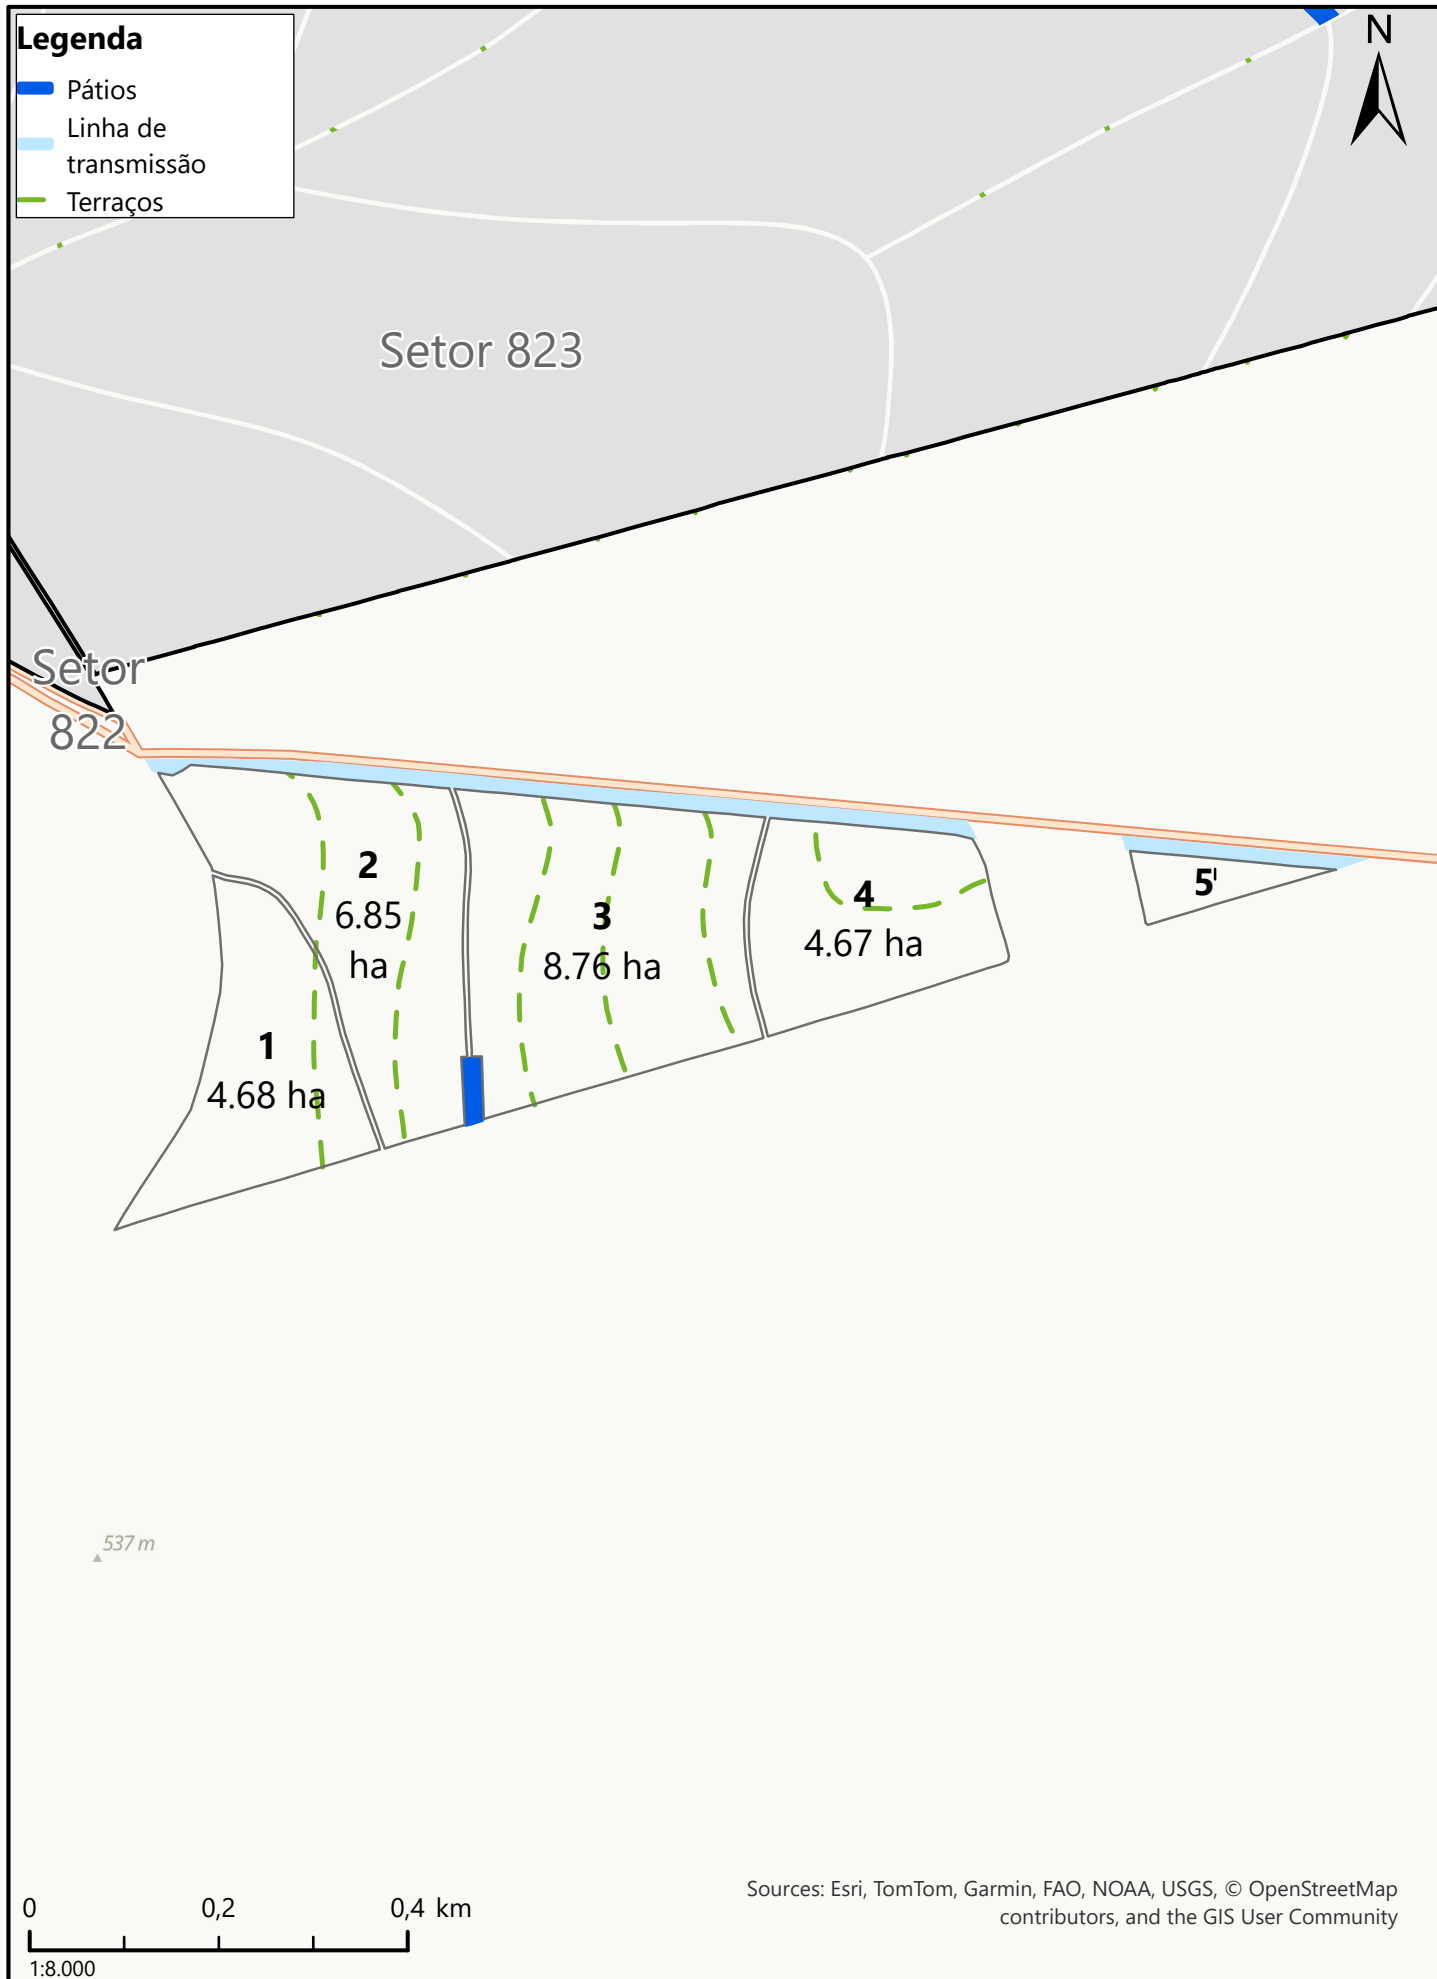 Legenda
Pátios
Linha de
transmissão
Terraços
N
Setor 823
Setor
822
2
6.85
ha
3
8.76 ha
4
4.67 ha
5
1
4.68 ha
537 m
0 0,2 0,4 km
1:8.000
Sources: Esri, TomTom, Garmin, FAO, NOAA, USGS, © OpenStreetMap
contributors, and the GIS User Community